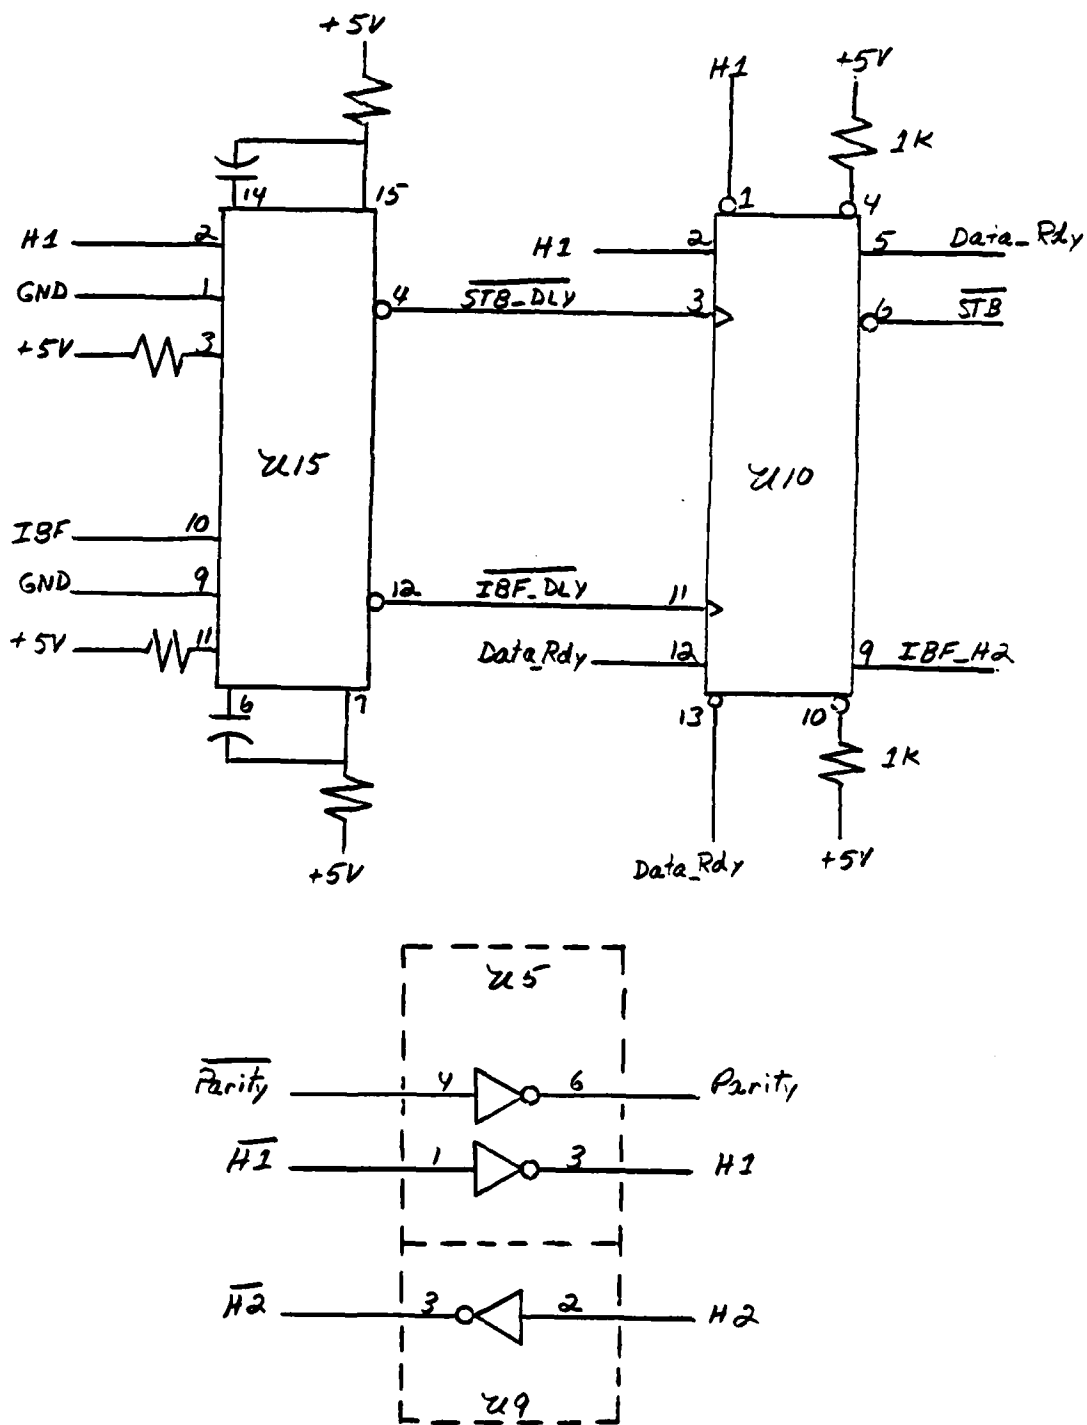 +5V
+5V
H1
1K
14 15
1 4
H1 2
2
H1
5 Data_Rdy
GND 1
4 STB_DLY 3
6 STB
+5V 3
U15
U10
IBF 10
GND 9
12 IBF_DLY 11
+5V 11
Data_Rdy 12
9 IBF_H2
6 7
13 10
1K
+5V
Data_Rdy
+5V
U5
Parity 4 6 Parity
H1 1 3 H1
H2 3 2 H2
U9